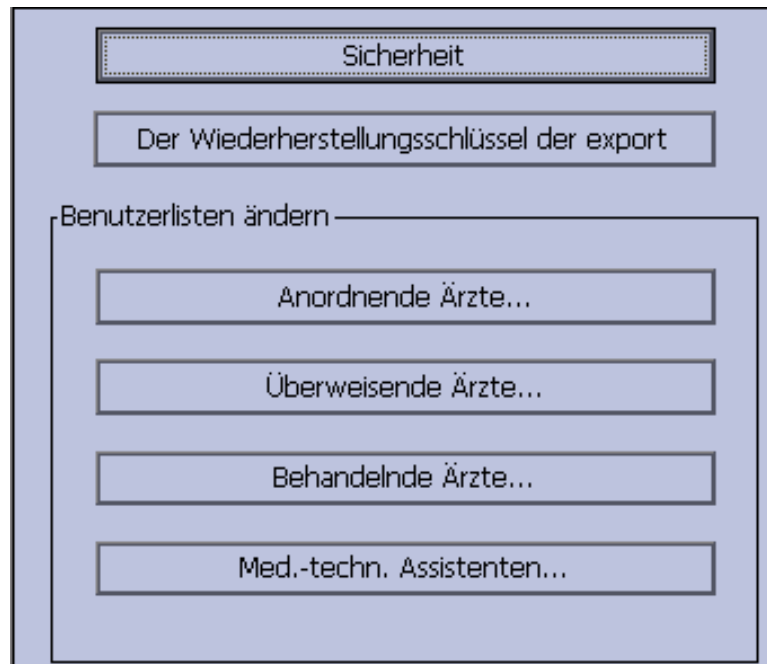 Sicherheit
Der Wiederherstellungsschlüssel der export
Benutzerlisten ändern
Anordnende Ärzte...
Überweisende Ärzte...
Behandelnde Ärzte...
Med.-techn. Assistenten...